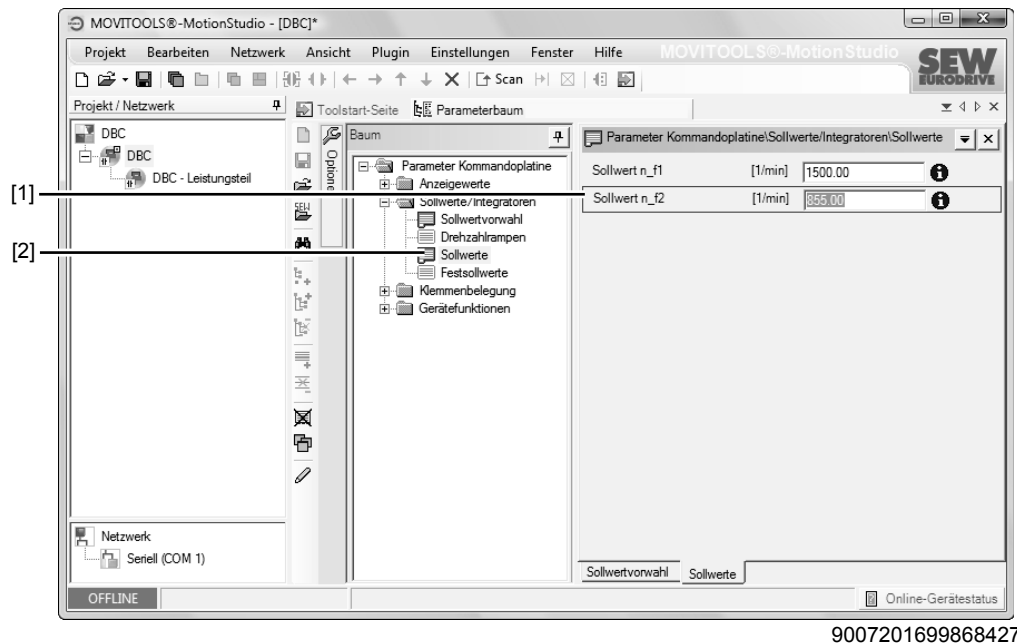 MOVITOOLS®-MotionStudio - [DBC]*
Projekt Bearbeiten Netzwerk Ansicht Plugin Einstellungen Fenster Hilfe MOVITOOLS®-MotionStudio
SEW
EURODRIVE
Scan
Projekt / Netzwerk
Toolstart-Seite Parameterbaum
DBC
DBC
DBC - Leistungsteil
Netzwerk
Seriell (COM 1)
Optione
SEW
Baum
Parameter Kommandoplatine
Anzeigewerte
Sollwerte/Integratoren
Sollwertvorwahl
Drehzahlrampen
Sollwerte
Festsollwerte
Klemmenbelegung
Gerätefunktionen
Parameter Kommandoplatine\Sollwerte/Integratoren\Sollwerte
Sollwert n_f1 [1/min] 1500.00
Sollwert n_f2 [1/min] 855.00
[1]
[2]
Sollwertvorwahl Sollwerte
OFFLINE
Online-Gerätestatus
9007201699868427